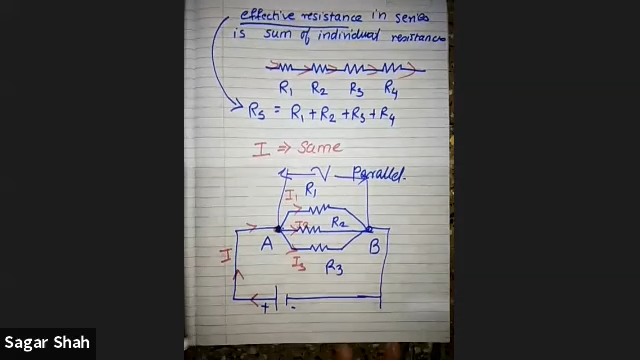 effective resistance in series
is sum of individual resistances
R1 R2 R3 R4
RS = R1 + R2 + R3 + R4
I ⇒ Same
V Parallel.
I1 R1
I2 R2
A B
I I3 R3
+ -
Sagar Shah